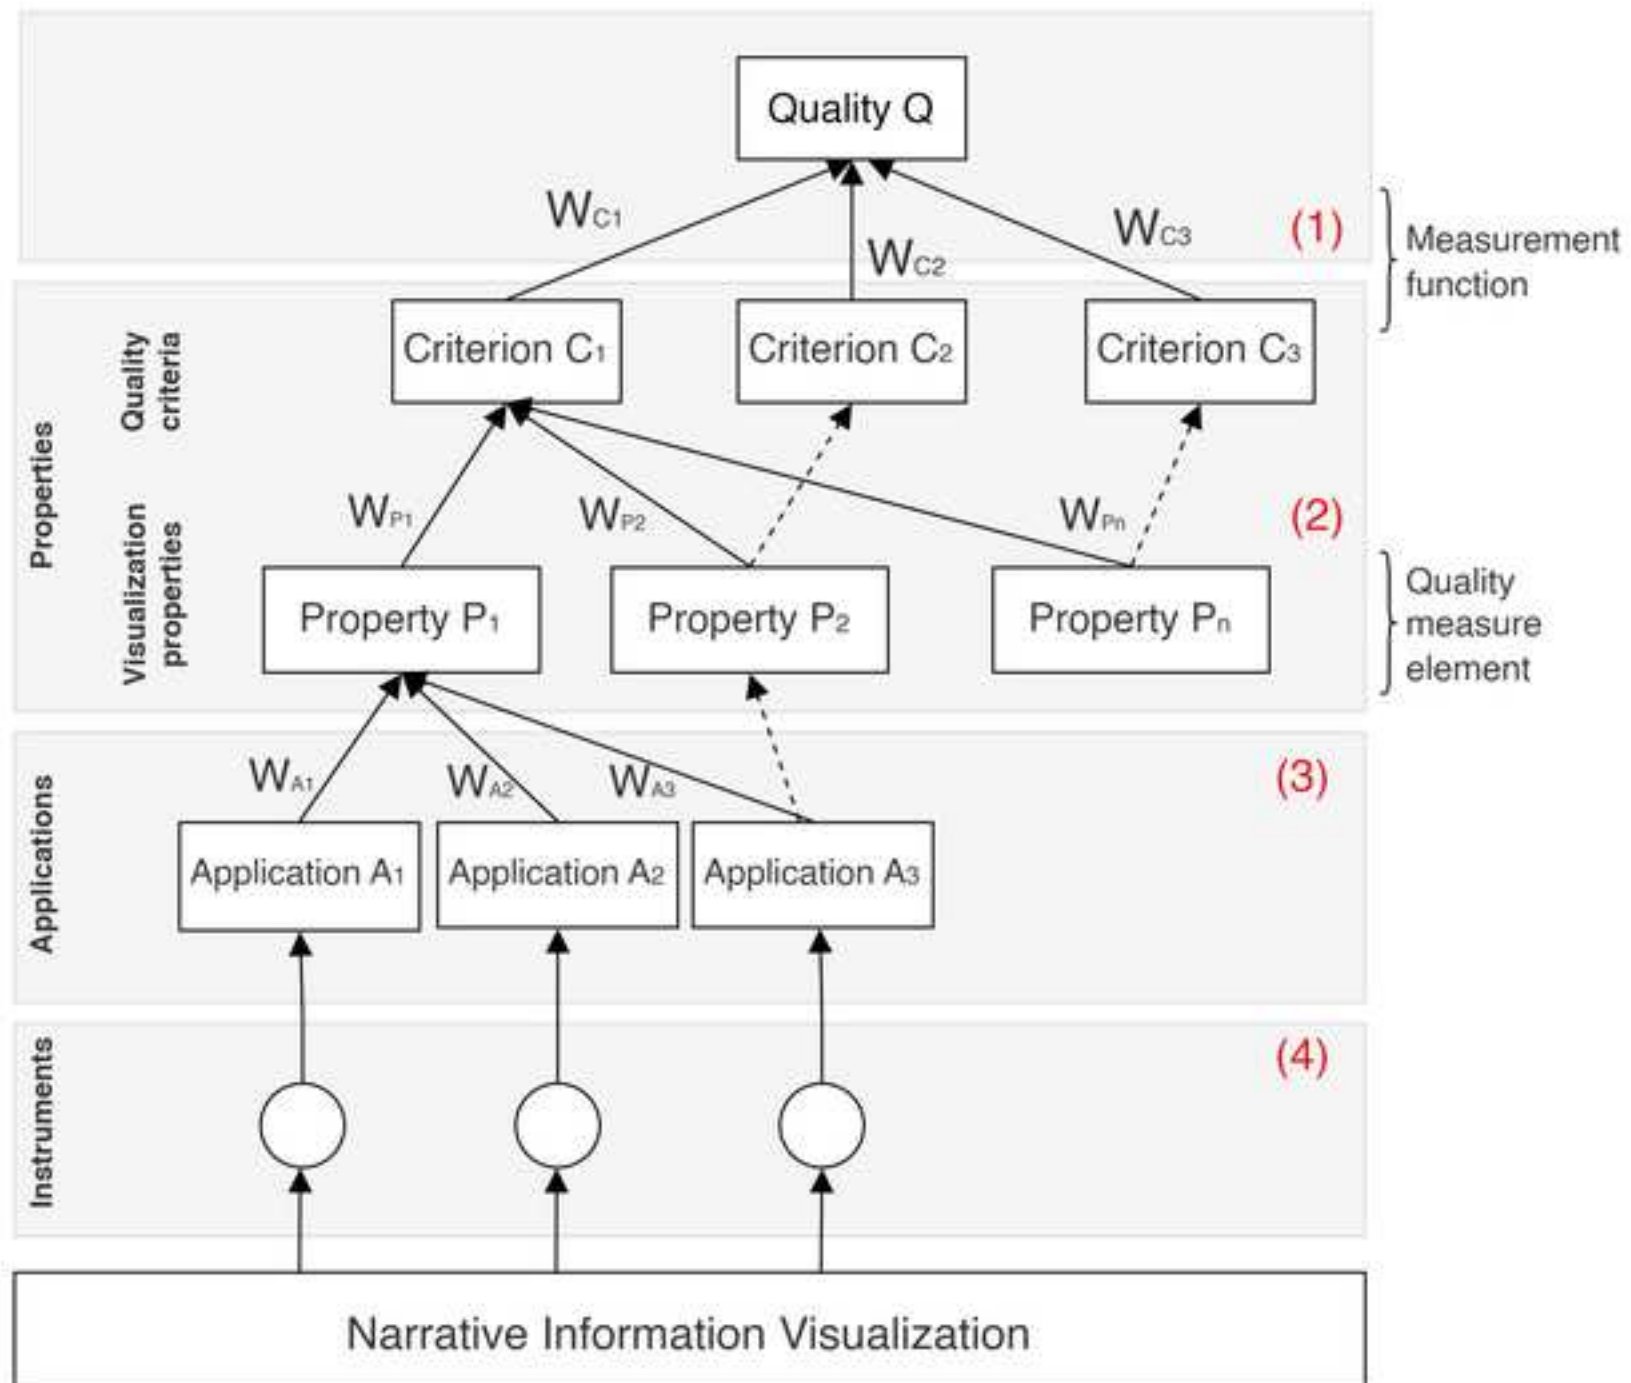 Quality Q
WC1
WC2
WC3
(1)
Measurement
function
Criterion C1
Criterion C2
Criterion C3
Quality
criteria
Properties
WP1
WP2
WPn
(2)
Visualization
properties
Property P1
Property P2
Property Pn
Quality
measure
element
WA1
WA2
WA3
(3)
Applications
Application A1
Application A2
Application A3
(4)
Instruments
Narrative Information Visualization